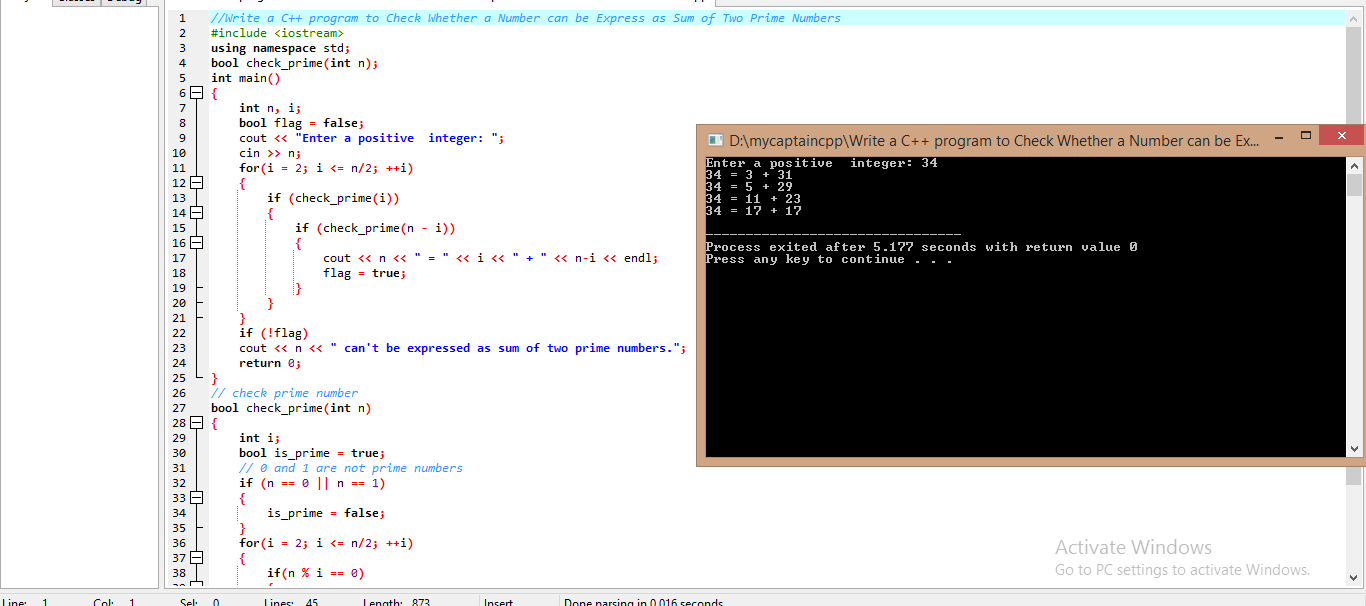 Classes Debug
1 //Write a C++ program to Check Whether a Number can be Express as Sum of Two Prime Numbers
2 #include <iostream>
3 using namespace std;
4 bool check_prime(int n);
5 int main()
6 {
7 int n, i;
8 bool flag = false;
9 cout << "Enter a positive  integer: ";
10 cin >> n;
11 for(i = 2; i <= n/2; ++i)
12 {
13 if (check_prime(i))
14 {
15 if (check_prime(n - i))
16 {
17 cout << n << " = " << i << " + " << n-i << endl;
18 flag = true;
19 }
20 }
21 }
22 if (!flag)
23 cout << n << " can't be expressed as sum of two prime numbers.";
24 return 0;
25 }
26 // check prime number
27 bool check_prime(int n)
28 {
29 int i;
30 bool is_prime = true;
31 // 0 and 1 are not prime numbers
32 if (n == 0 || n == 1)
33 {
34 is_prime = false;
35 }
36 for(i = 2; i <= n/2; ++i)
37 {
38 if(n % i == 0)
39 {
D:\mycaptaincpp\Write a C++ program to Check Whether a Number can be Ex...
Enter a positive  integer: 34
34 = 3 + 31
34 = 5 + 29
34 = 11 + 23
34 = 17 + 17
--------------------------------
Process exited after 5.177 seconds with return value 0
Press any key to continue . . .
Activate Windows
Go to PC settings to activate Windows.
Line: 1 Col: 1 Sel: 0 Lines: 45 Length: 873 Insert Done parsing in 0.016 seconds